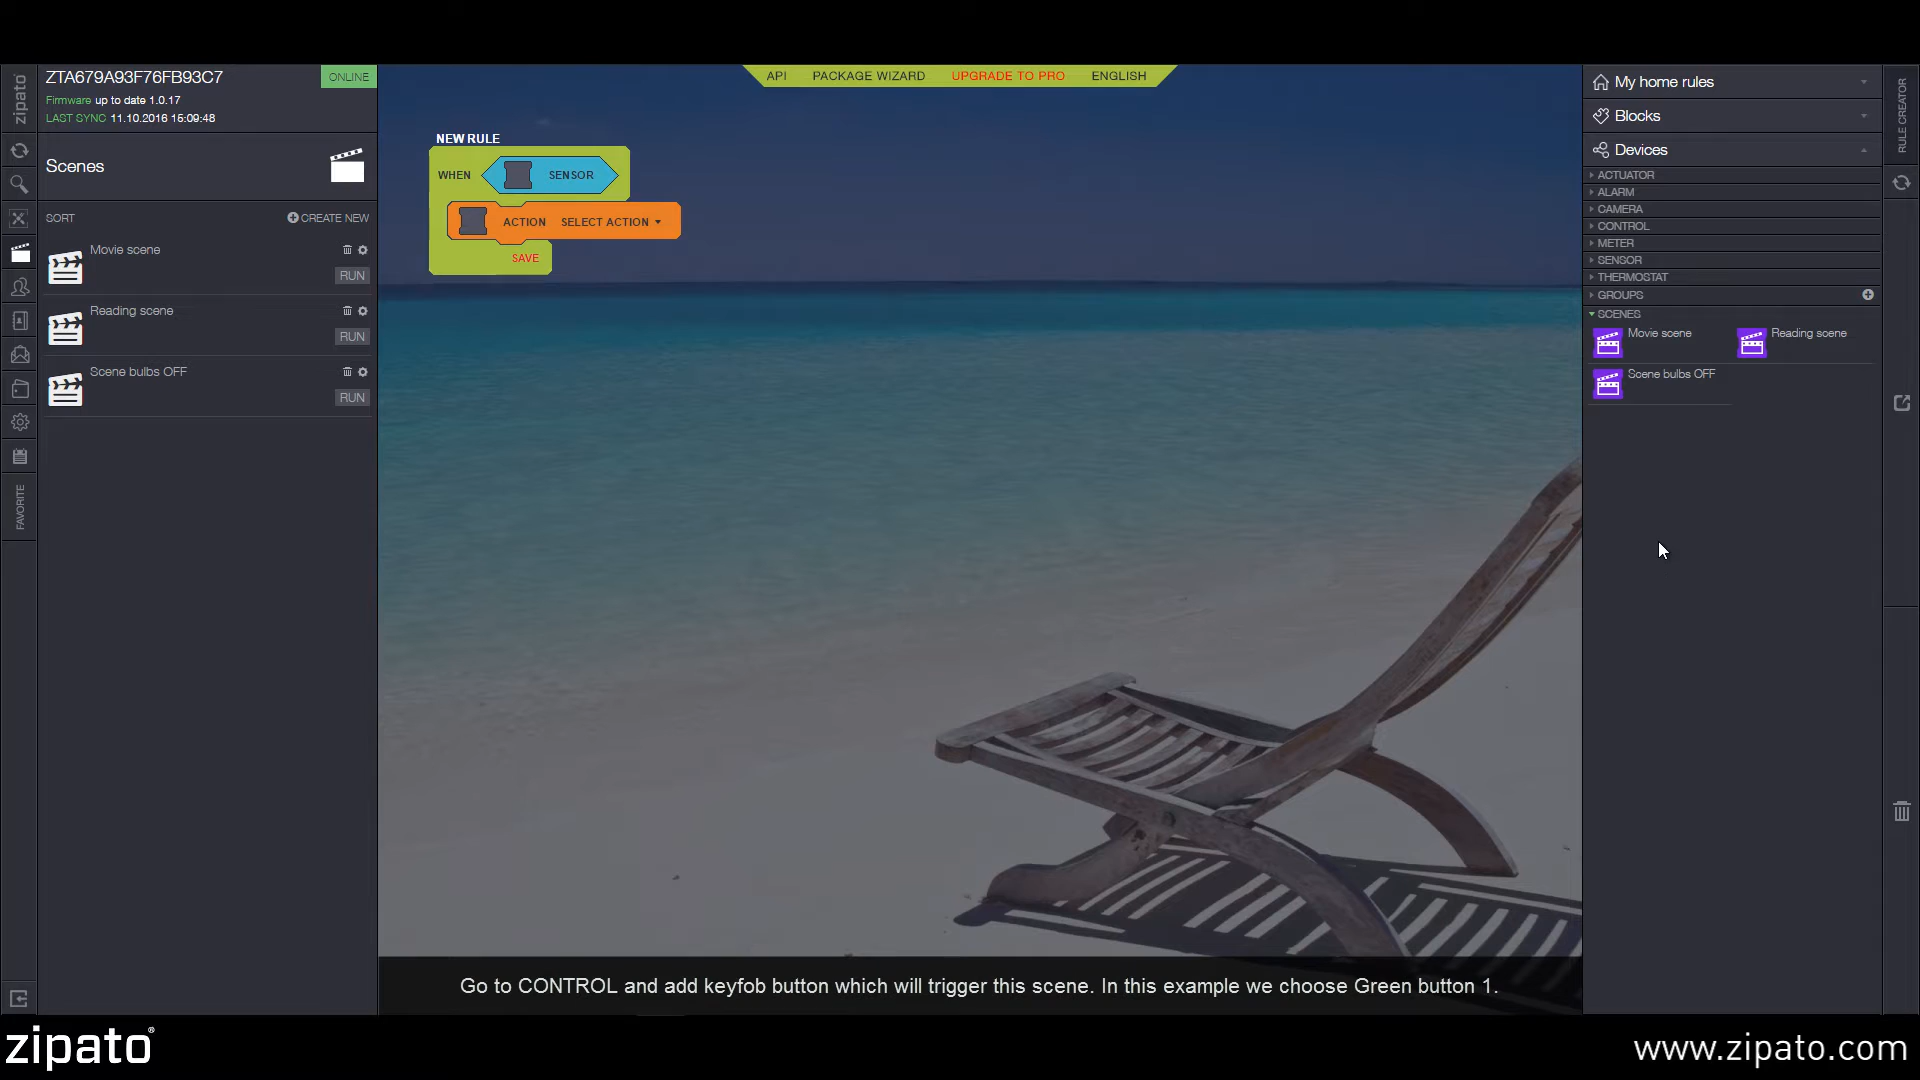 zipato
ZTA679A93F76FB93C7
ONLINE
Firmware up to date 1.0.17
LAST SYNC 11.10.2016 16:09:48
Scenes
SORT
CREATE NEW
Movie scene
RUN
Reading scene
RUN
Scene bulbs OFF
RUN
FAVORITE
API
PACKAGE WIZARD
UPGRADE TO PRO
ENGLISH
NEW RULE
WHEN
SENSOR
ACTION
SELECT ACTION
SAVE
My home rules
Blocks
Devices
ACTUATOR
ALARM
CAMERA
CONTROL
METER
SENSOR
THERMOSTAT
GROUPS
SCENES
Movie scene
Reading scene
Scene bulbs OFF
RULE CREATOR
Go to CONTROL and add keyfob button which will trigger this scene. In this example we choose Green button 1.
zipato®
www.zipato.com